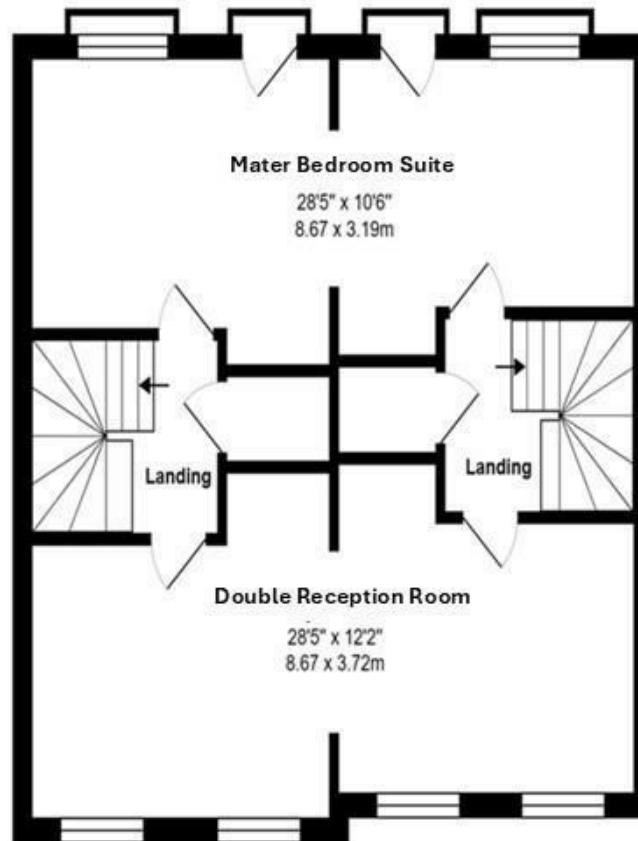 Mater Bedroom Suite
28'5" x 10'6"
8.67 x 3.19m
Landing
Landing
Double Reception Room
28'5" x 12'2"
8.67 x 3.72m